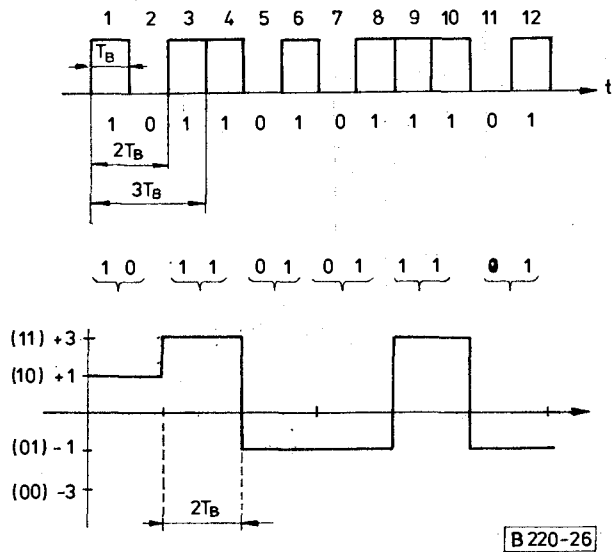 1 2 3 4 5 6 7 8 9 10 11 12
T_B
t
1 0 1 1 0 1 0 1 1 1 0 1
2T_B
3T_B
1 0 1 1 0 1 0 1 1 1 0 1
(11) +3
(10) +1
(01) -1
(00) -3
2T_B
B 220-26